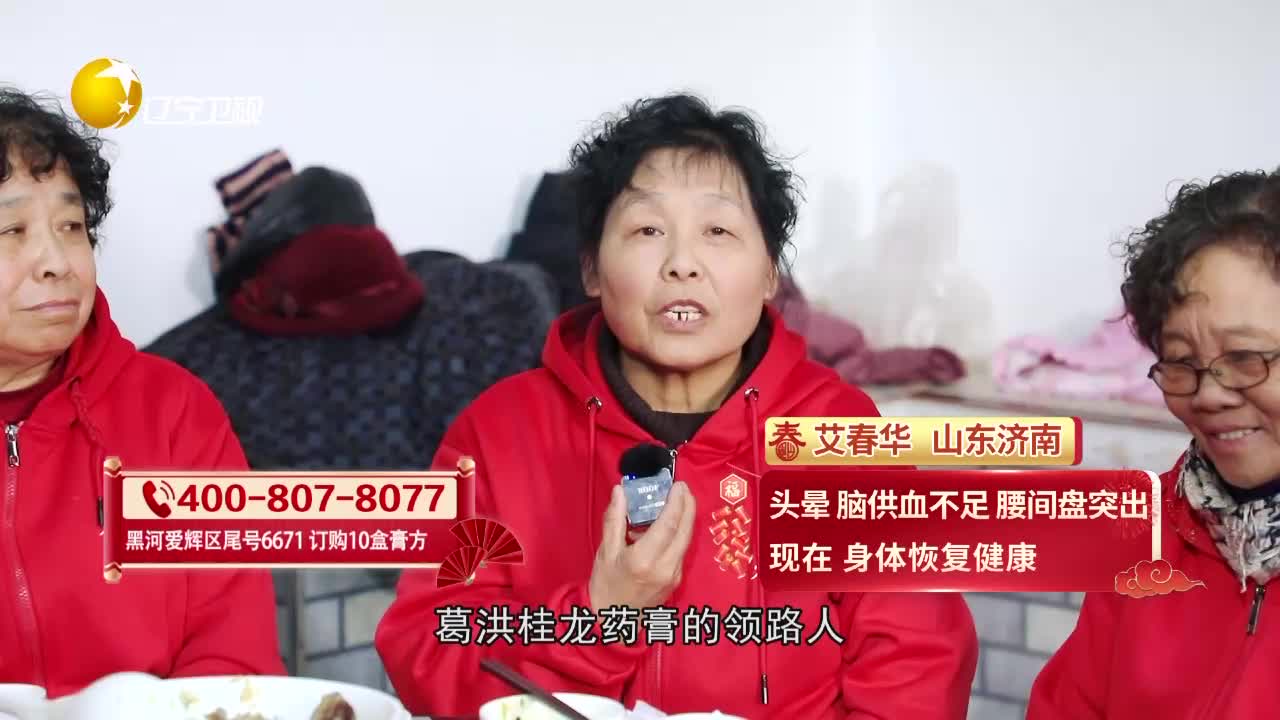 辽宁卫视
春 艾春华 山东济南
400-807-8077
黑河爱辉区尾号6671 订购10盒膏方
福
头晕 脑供血不足 腰间盘突出
现在 身体恢复健康
葛洪桂龙药膏的领路人